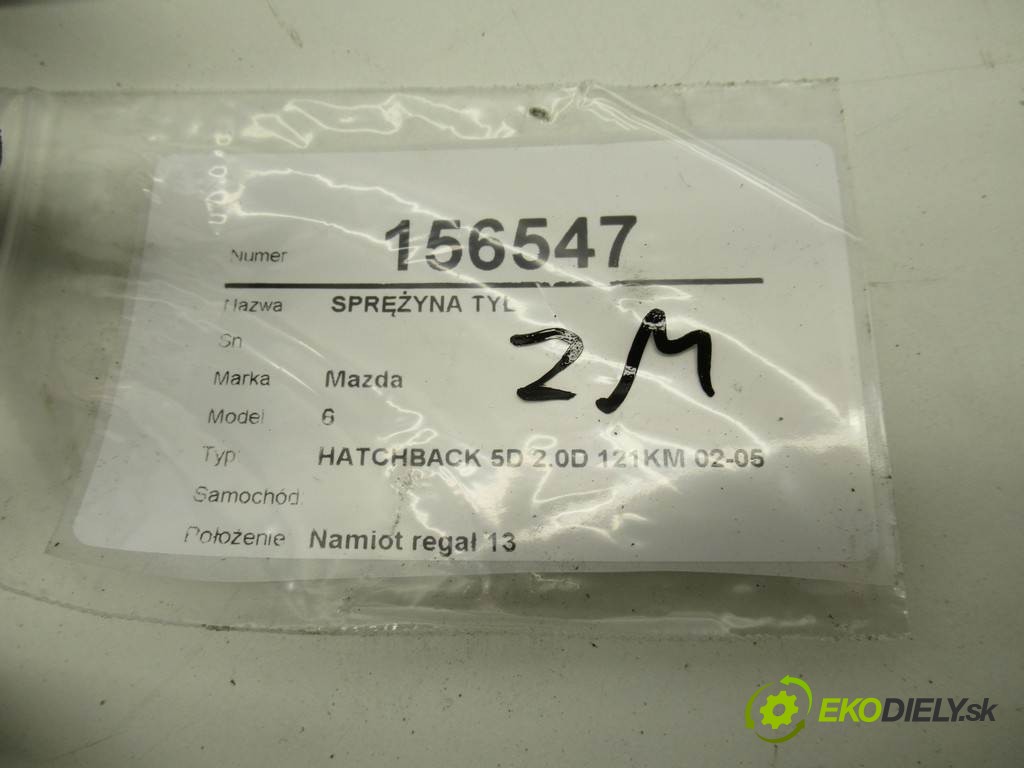 Numer 156547
Nazwa SPRĘŻYNA TYŁ
Sn
2M
Marka Mazda
Model 6
Typ: HATCHBACK 5D 2.0D 121KM 02-05
Samochód:
Położenie Namiot regał 13
EKODIELY.sk